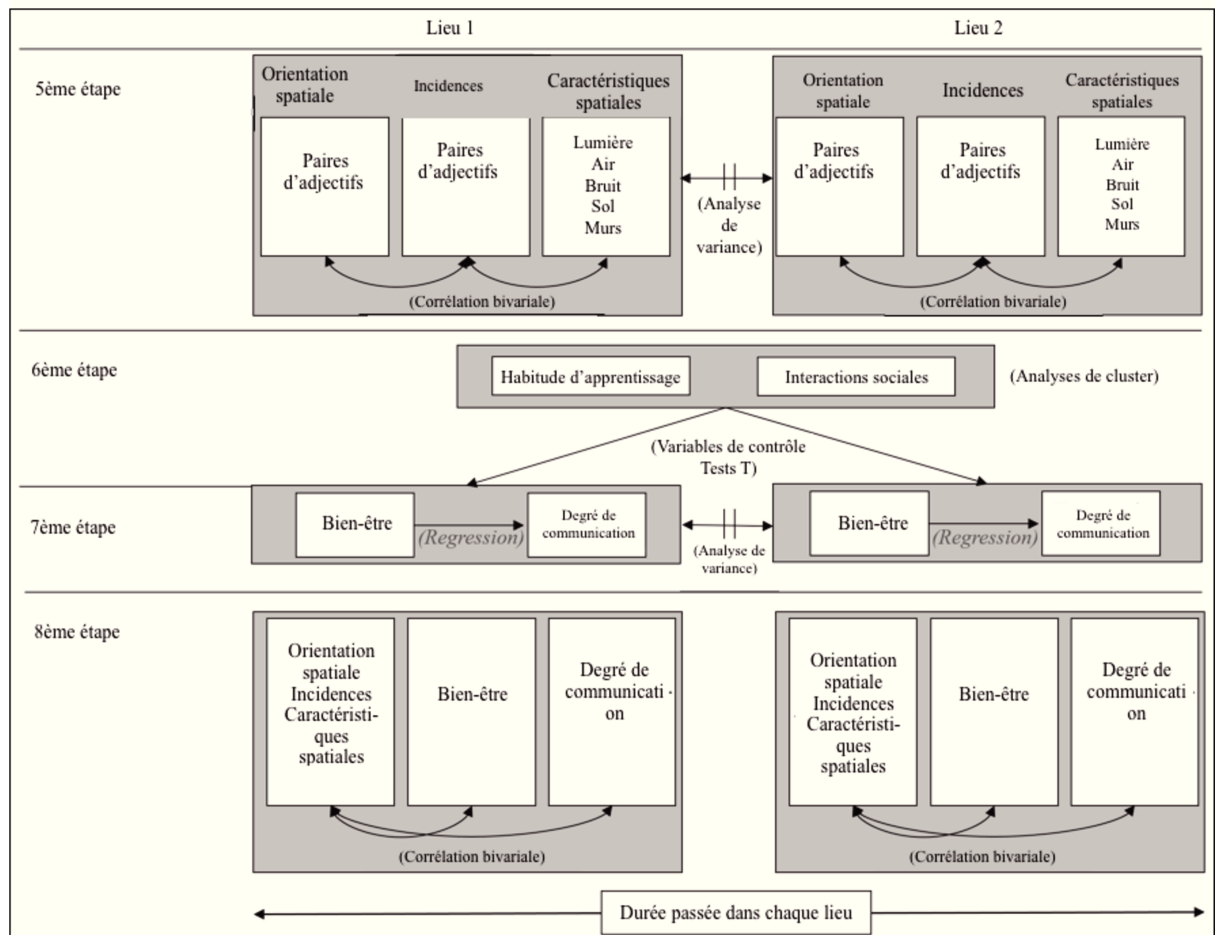 Lieu 1
Lieu 2
5ème étape
Orientation
spatiale
Incidences
Caractéristiques
spatiales
Paires
d’adjectifs
Paires
d’adjectifs
Lumière
Air
Bruit
Sol
Murs
(Corrélation bivariale)
(Analyse
de
variance)
Orientation
spatiale
Incidences
Caractéristiques
spatiales
Paires
d’adjectifs
Paires
d’adjectifs
Lumière
Air
Bruit
Sol
Murs
(Corrélation bivariale)
6ème étape
Habitude d’apprentissage
Interactions sociales
(Analyses de cluster)
(Variables de contrôle
Tests T)
7ème étape
Bien-être
(Regression)
Degré de
communication
(Analyse de
variance)
Bien-être
(Regression)
Degré de
communication
8ème étape
Orientation
spatiale
Incidences
Caractéristi-
ques
spatiales
Bien-être
Degré de
communicati
on
(Corrélation bivariale)
Orientation
spatiale
Incidences
Caractéristi-
ques
spatiales
Bien-être
Degré de
communicati
on
(Corrélation bivariale)
Durée passée dans chaque lieu